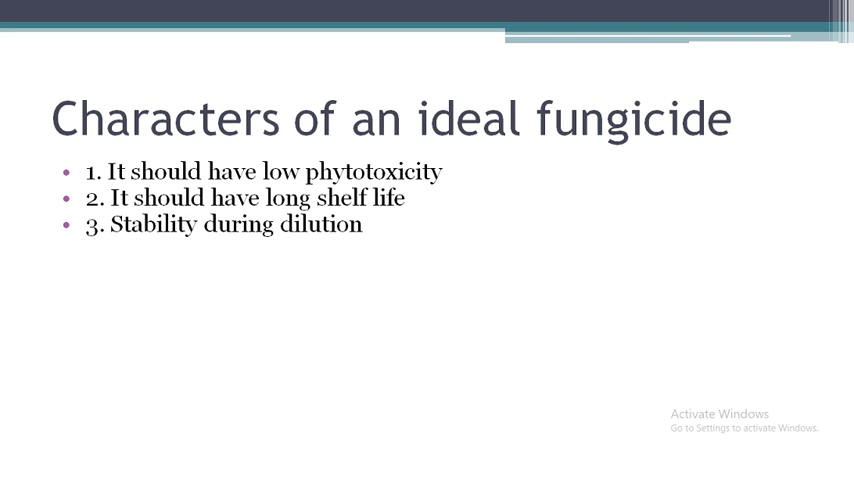 Characters of an ideal fungicide
• 1. It should have low phytotoxicity
• 2. It should have long shelf life
• 3. Stability during dilution
Activate Windows
Go to Settings to activate Windows.